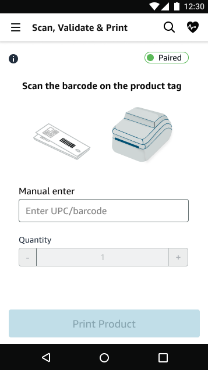 12:30
Scan, Validate & Print
Paired
Scan the barcode on the product tag
Manual enter
Enter UPC/barcode
Quantity
- 1 +
Print Product